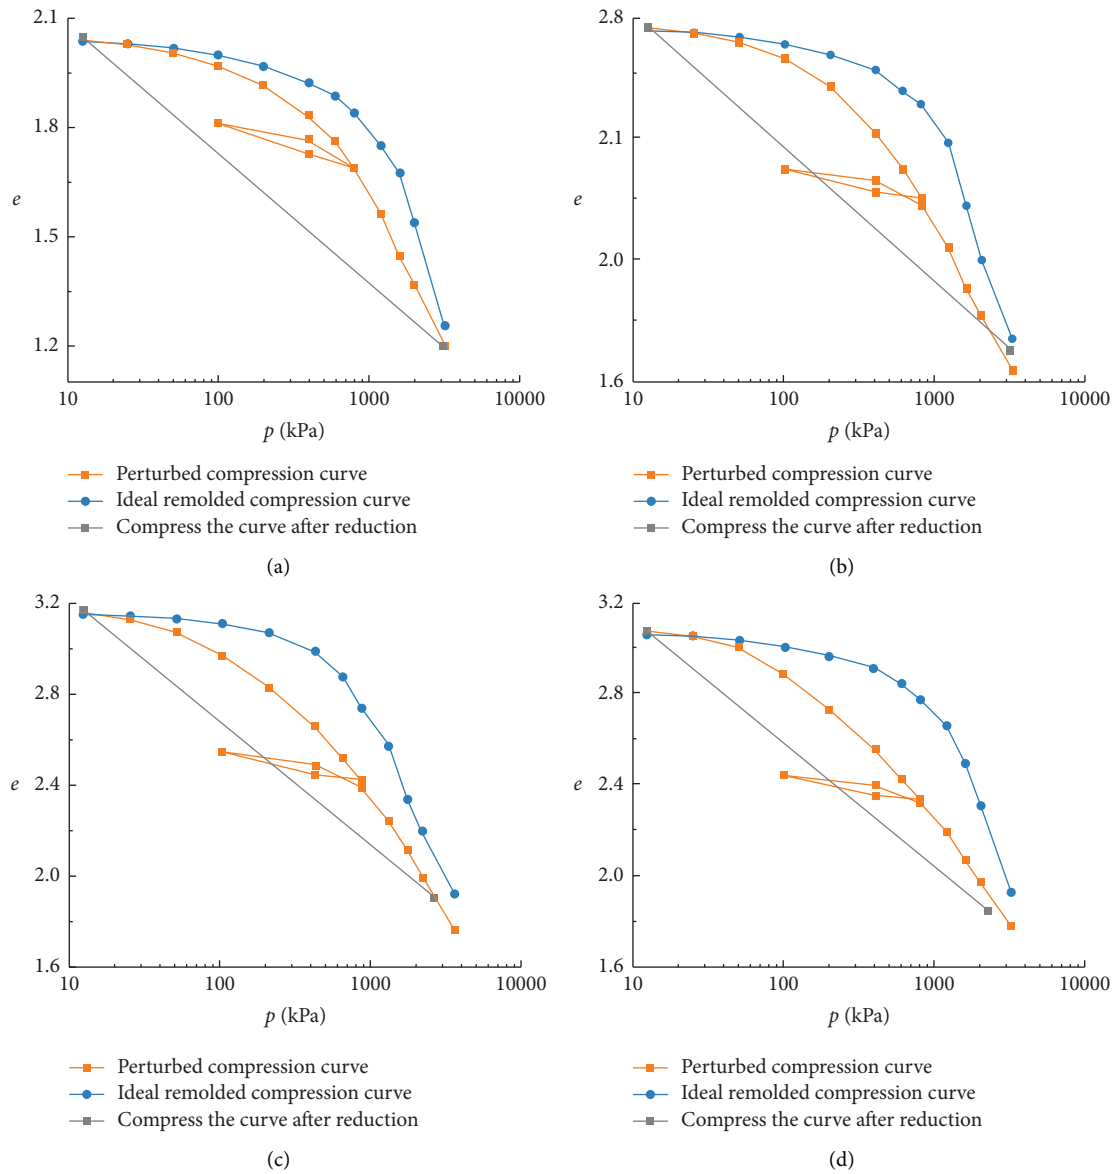 2.1
1.8
e
1.5
1.2
10 100 1000 10000
p (kPa)
Perturbed compression curve
Ideal remolded compression curve
Compress the curve after reduction
(a)
2.8
2.1
e
2.0
1.6
10 100 1000 10000
p (kPa)
Perturbed compression curve
Ideal remolded compression curve
Compress the curve after reduction
(b)
3.2
2.8
2.4
e
2.0
1.6
10 100 1000 10000
p (kPa)
Perturbed compression curve
Ideal remolded compression curve
Compress the curve after reduction
(c)
3.2
2.8
2.4
e
2.0
1.6
10 100 1000 10000
p (kPa)
Perturbed compression curve
Ideal remolded compression curve
Compress the curve after reduction
(d)